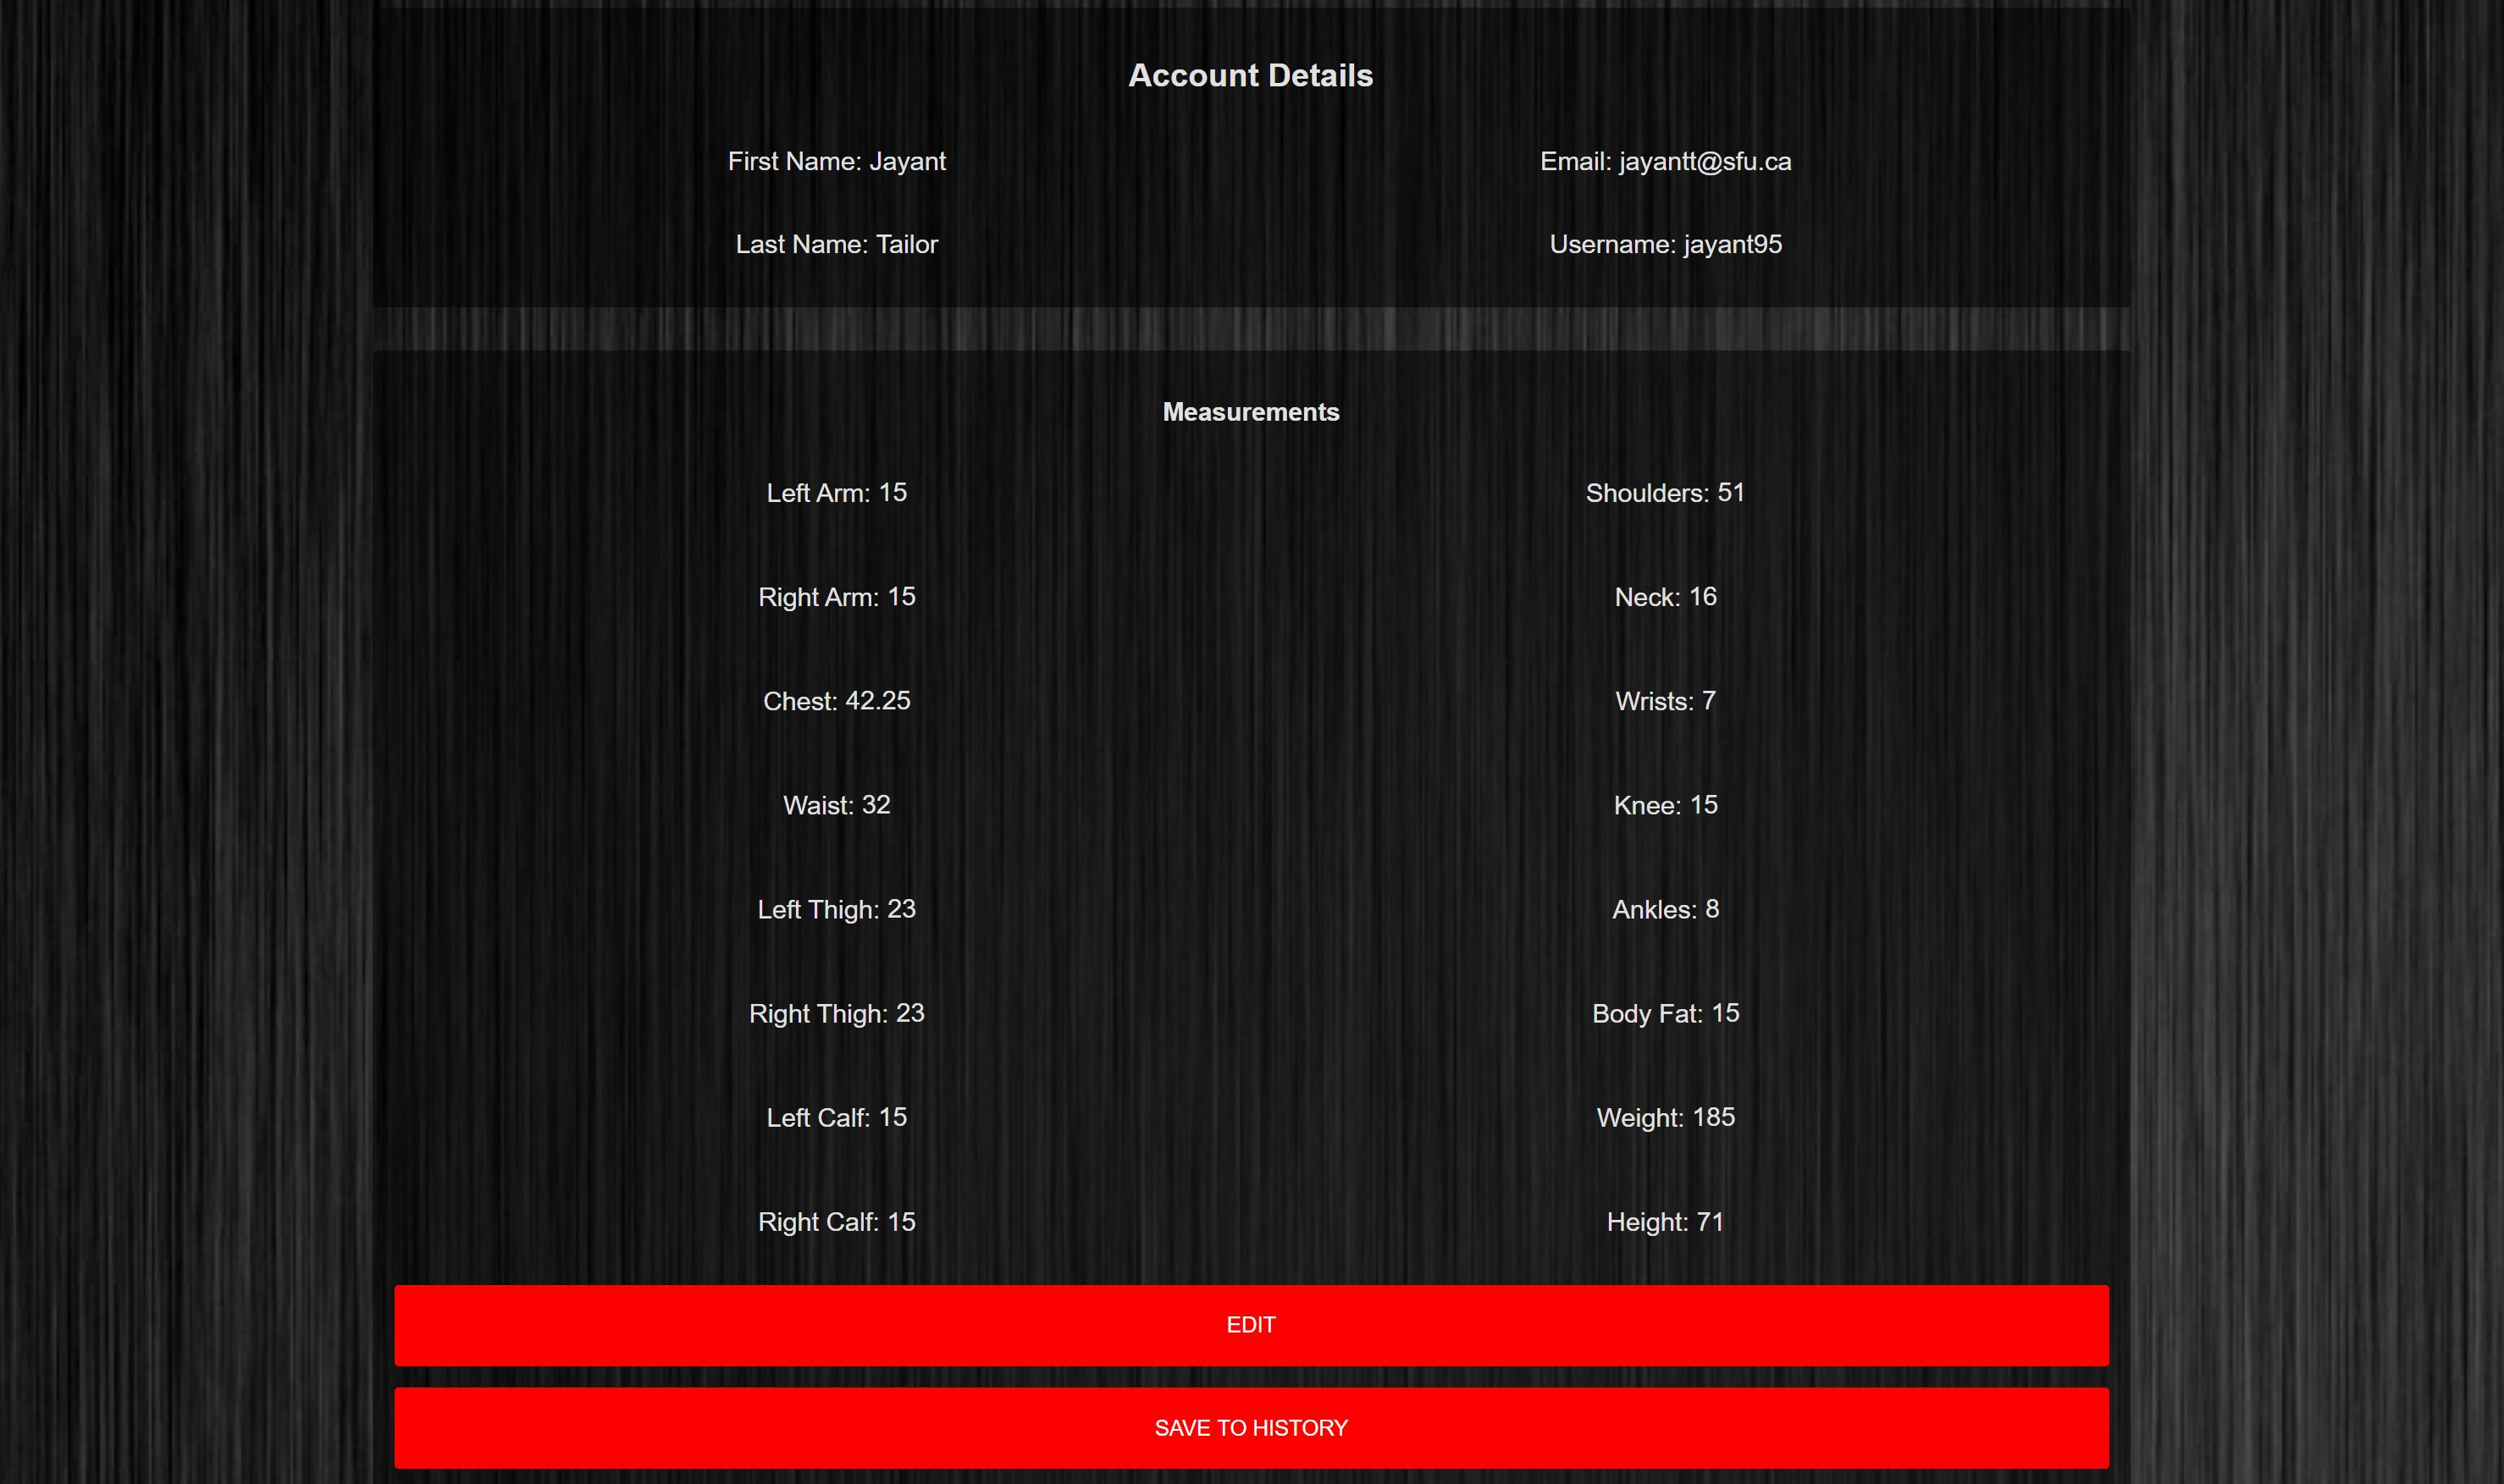 Account Details
First Name: Jayant
Email: jayantt@sfu.ca
Last Name: Tailor
Username: jayant95
Measurements
Left Arm: 15
Shoulders: 51
Right Arm: 15
Neck: 16
Chest: 42.25
Wrists: 7
Waist: 32
Knee: 15
Left Thigh: 23
Ankles: 8
Right Thigh: 23
Body Fat: 15
Left Calf: 15
Weight: 185
Right Calf: 15
Height: 71
EDIT
SAVE TO HISTORY